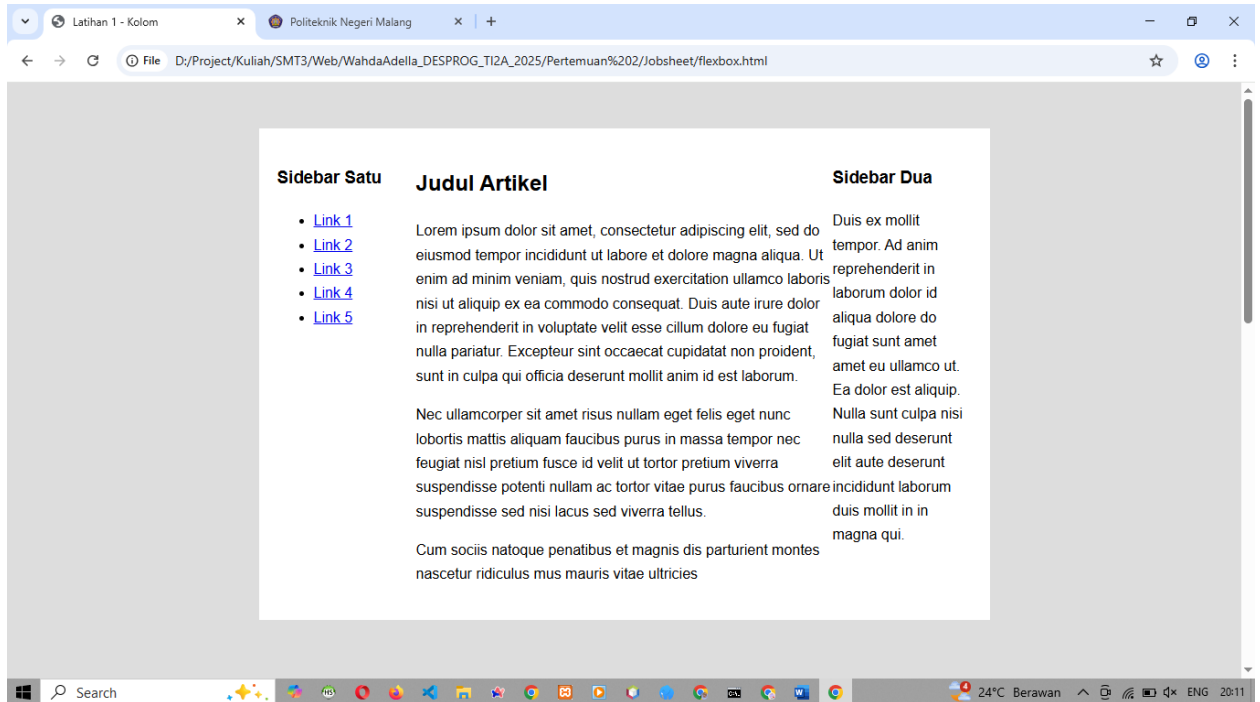 Latihan 1 - Kolom
Politeknik Negeri Malang
File
D:/Project/Kuliah/SMT3/Web/WahdaAdella_DESPROG_TI2A_2025/Pertemuan%202/Jobsheet/flexbox.html
Sidebar Satu
Link 1
Link 2
Link 3
Link 4
Link 5
Judul Artikel
Lorem ipsum dolor sit amet, consectetur adipiscing elit, sed do
eiusmod tempor incididunt ut labore et dolore magna aliqua. Ut
enim ad minim veniam, quis nostrud exercitation ullamco laboris
nisi ut aliquip ex ea commodo consequat. Duis aute irure dolor
in reprehenderit in voluptate velit esse cillum dolore eu fugiat
nulla pariatur. Excepteur sint occaecat cupidatat non proident,
sunt in culpa qui officia deserunt mollit anim id est laborum.
Nec ullamcorper sit amet risus nullam eget felis eget nunc
lobortis mattis aliquam faucibus purus in massa tempor nec
feugiat nisl pretium fusce id velit ut tortor pretium viverra
suspendisse potenti nullam ac tortor vitae purus faucibus ornare
suspendisse sed nisi lacus sed viverra tellus.
Cum sociis natoque penatibus et magnis dis parturient montes
nascetur ridiculus mus mauris vitae ultricies
Sidebar Dua
Duis ex mollit
tempor. Ad anim
reprehenderit in
laborum dolor id
aliqua dolore do
fugiat sunt amet
amet eu ullamco ut.
Ea dolor est aliquip.
Nulla sunt culpa nisi
nulla sed deserunt
elit aute deserunt
incididunt laborum
duis mollit in in
magna qui.
Search
4
24°C Berawan
ENG
20:11